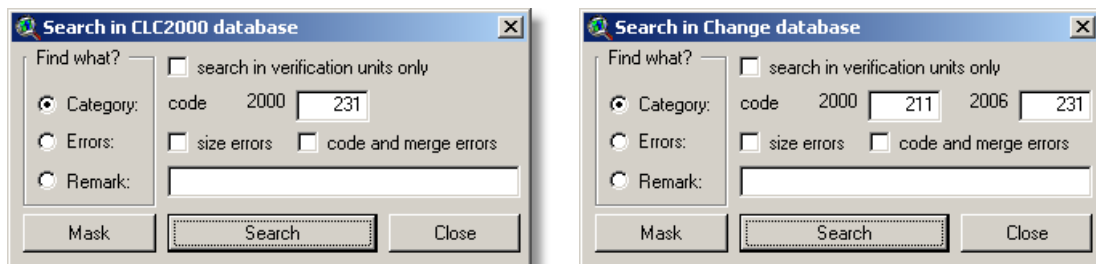 Search in CLC2000 database
Find what?
search in verification units only
Category: code 2000 231
Errors: size errors code and merge errors
Remark:
Mask Search Close
Search in Change database
Find what?
search in verification units only
Category: code 2000 211 2006 231
Errors: size errors code and merge errors
Remark:
Mask Search Close